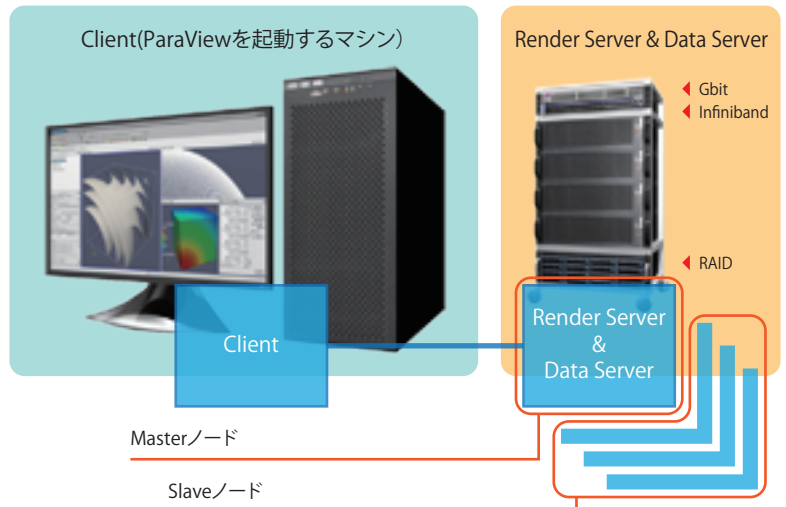 Client(ParaViewを起動するマシン）
Render Server & Data Server
Gbit
Infiniband
RAID
Client
Render Server
&
Data Server
Masterノード
Slaveノード